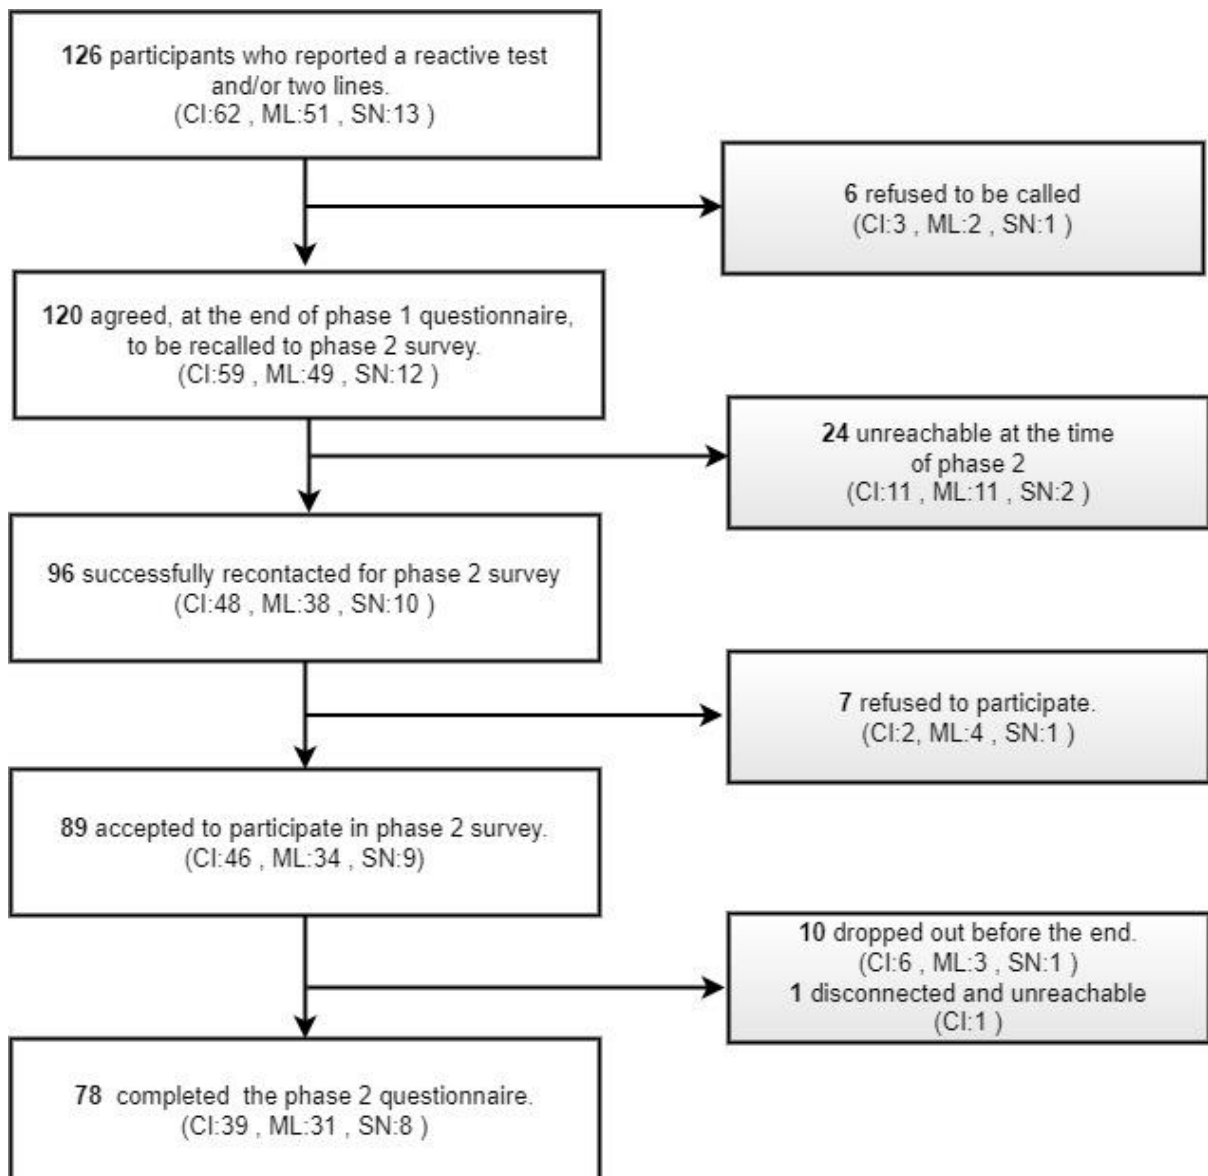 126 participants who reported a reactive test
and/or two lines.
(CI:62 , ML:51 , SN:13 )
6 refused to be called
(CI:3 , ML:2 , SN:1 )
120 agreed, at the end of phase 1 questionnaire,
to be recalled to phase 2 survey.
(CI:59 , ML:49 , SN:12 )
24 unreachable at the time
of phase 2
(CI:11 , ML:11 , SN:2 )
96 successfully recontacted for phase 2 survey
(CI:48 , ML:38 , SN:10 )
7 refused to participate.
(CI:2, ML:4 , SN:1 )
89 accepted to participate in phase 2 survey.
(CI:46 , ML:34 , SN:9)
10 dropped out before the end.
(CI:6 , ML:3 , SN:1 )
1 disconnected and unreachable
(CI:1 )
78 completed the phase 2 questionnaire.
(CI:39 , ML:31 , SN:8 )